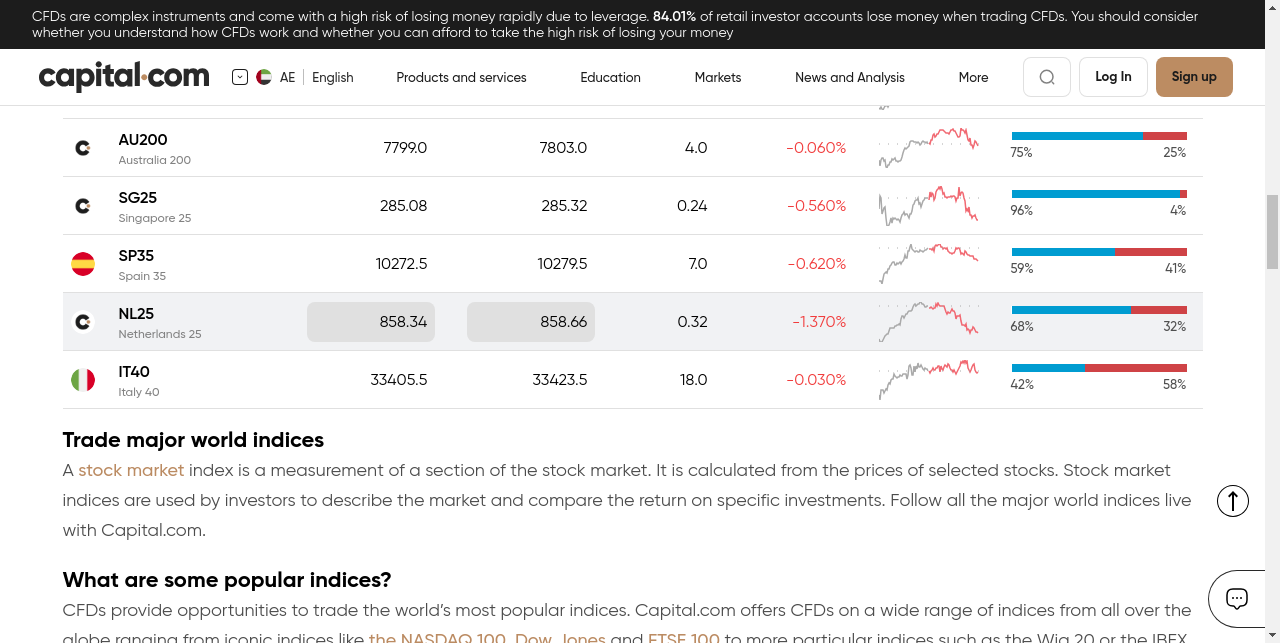 CFDs are complex instruments and come with a high risk of losing money rapidly due to leverage. 84.01% of retail investor accounts lose money when trading CFDs. You should consider
whether you understand how CFDs work and whether you can afford to take the high risk of losing your money
capital.com AE English Products and services Education Markets News and Analysis More Log In Sign up
AU200 7799.0 7803.0 4.0 -0.060%
Australia 200 75% 25%
SG25 285.08 285.32 0.24 -0.560%
Singapore 25 96% 4%
SP35 10272.5 10279.5 7.0 -0.620%
Spain 35 59% 41%
NL25 858.34 858.66 0.32 -1.370%
Netherlands 25 68% 32%
IT40 33405.5 33423.5 18.0 -0.030%
Italy 40 42% 58%
Trade major world indices
A stock market index is a measurement of a section of the stock market. It is calculated from the prices of selected stocks. Stock market
indices are used by investors to describe the market and compare the return on specific investments. Follow all the major world indices live
with Capital.com.
What are some popular indices?
CFDs provide opportunities to trade the world’s most popular indices. Capital.com offers CFDs on a wide range of indices from all over the
globe ranging from iconic indices like the NASDAQ 100, Dow Jones and FTSE 100 to more particular indices such as the Wig 20 or the IBEX